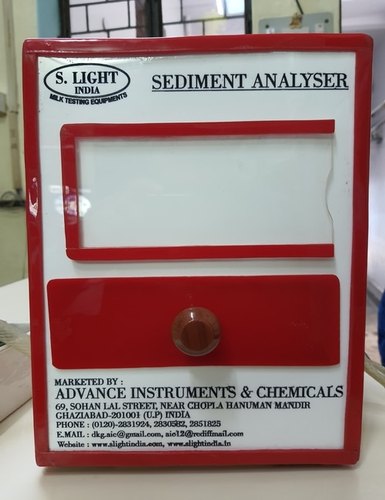 S. LIGHT
INDIA
MILK TESTING EQUIPMENTS
SEDIMENT ANALYSER
MARKETED BY :
ADVANCE INSTRUMENTS & CHEMICALS
69, SOHAN LAL STREET, NEAR CHOPLA HANUMAN MANDIR
GHAZIABAD-201001 (U.P) INDIA
PHONE : (0120)-2831924, 2830582, 2851825
E.MAIL : dkg.aic@gmail.com, aic12@rediffmail.com
Website : www.slightindia.com, www.slightindia.in